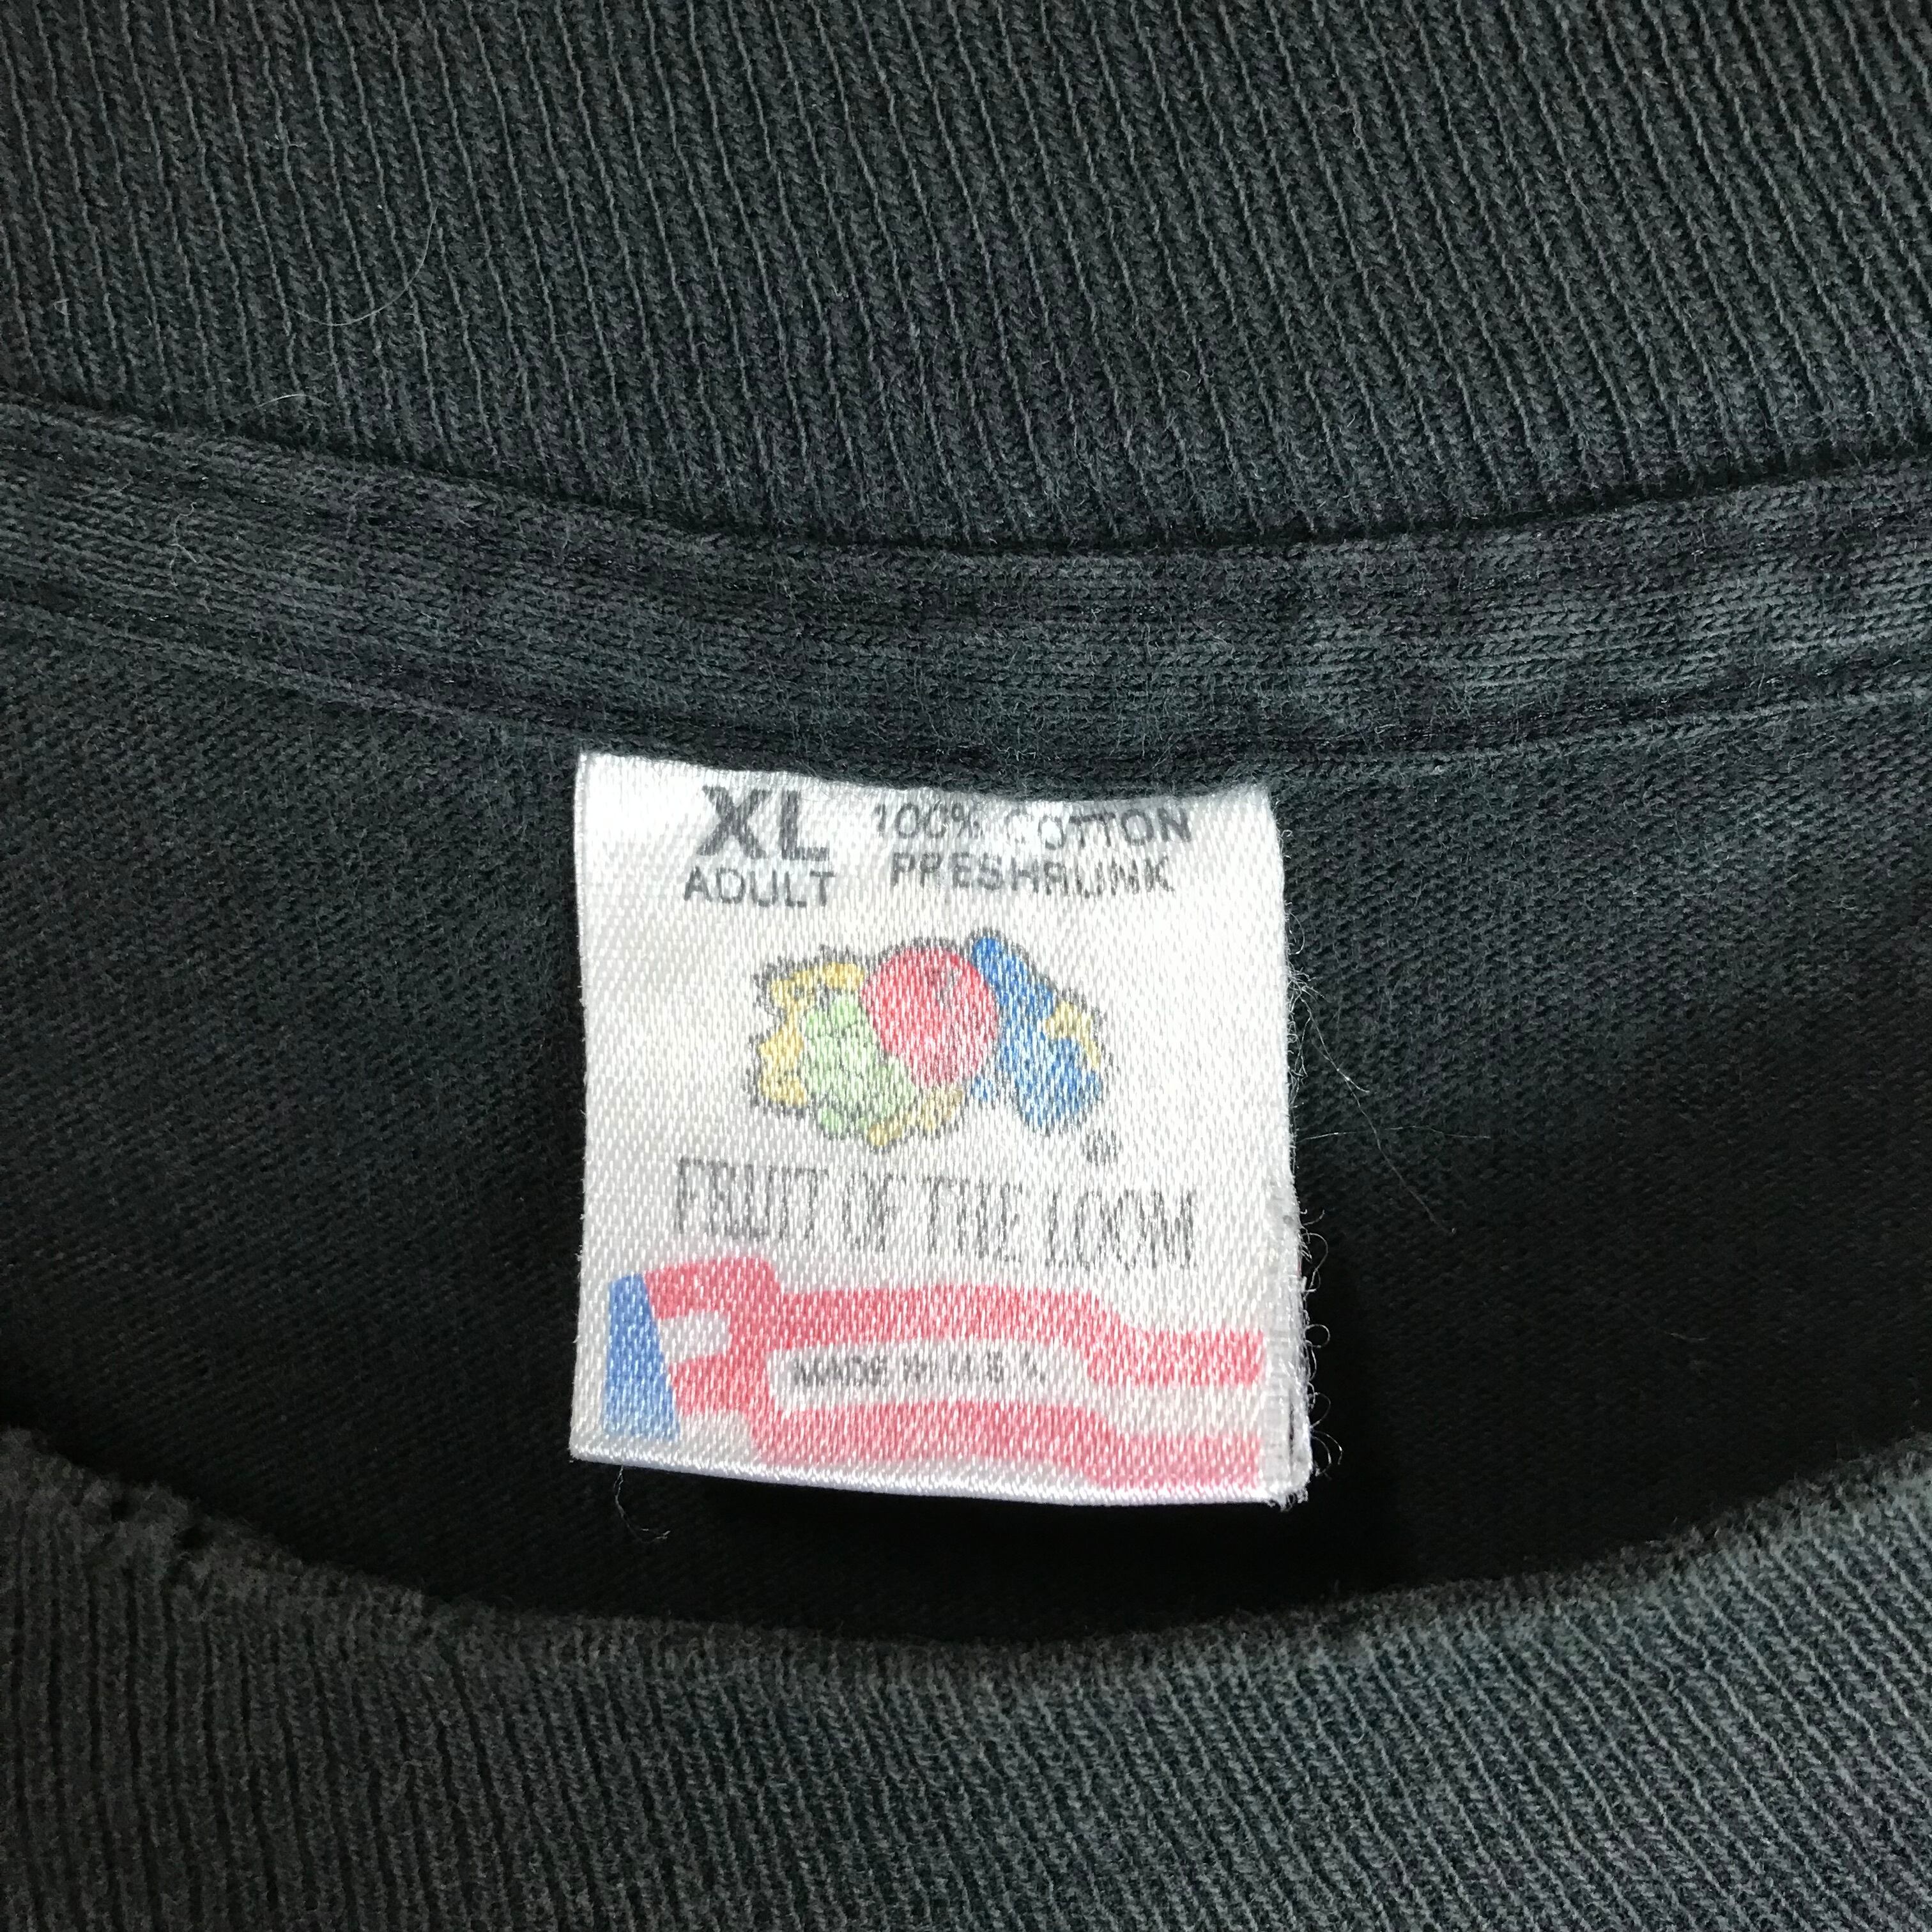 XL 100% COTTON
ADULT PRESHRUNK
®
FRUIT OF THE LOOM
MADE IN U.S.A.